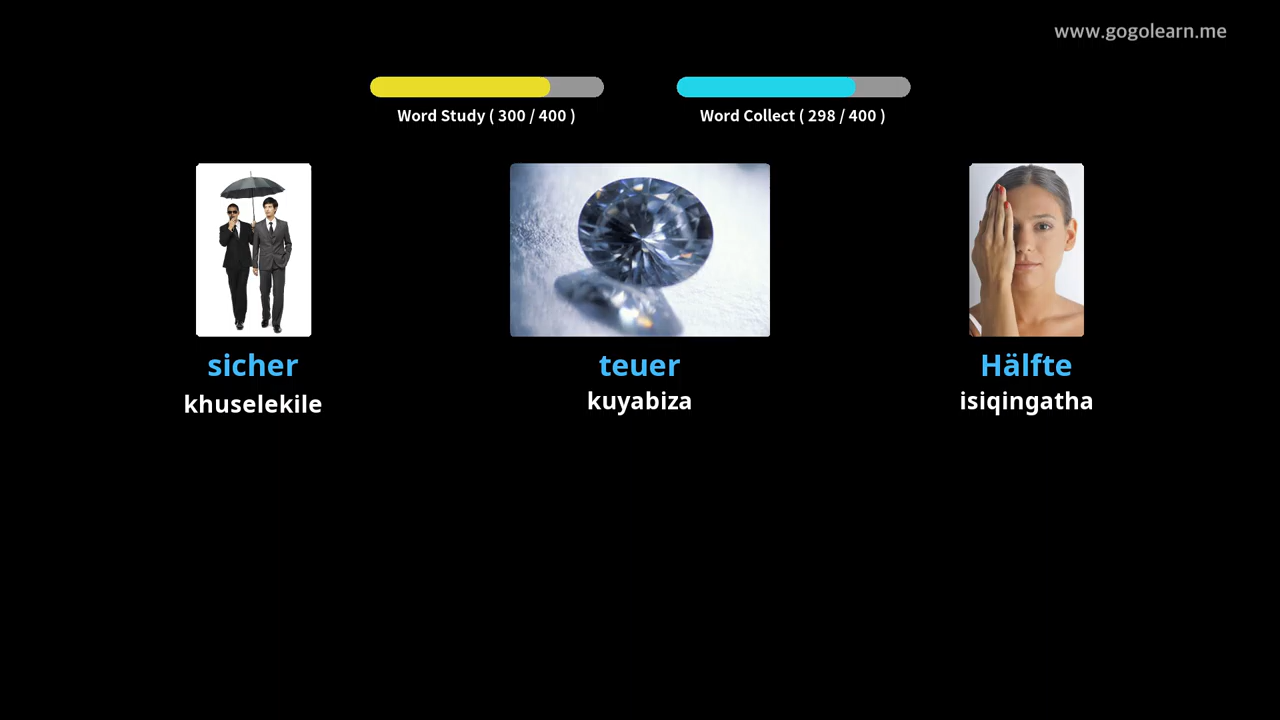 www.gogolearn.me
Word Study ( 300 / 400 )
Word Collect ( 298 / 400 )
sicher
teuer
Hälfte
khuselekile
kuyabiza
isiqingatha